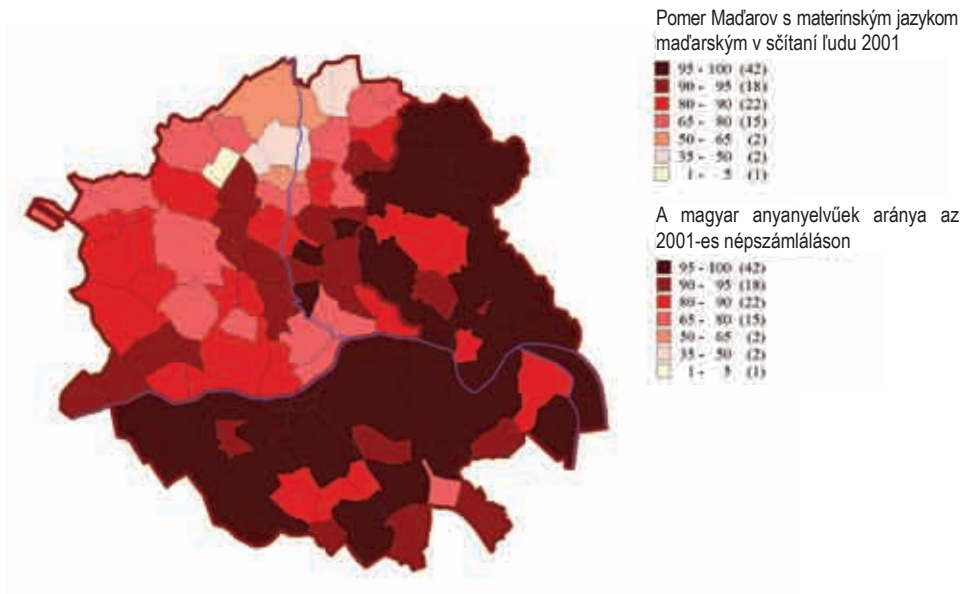 Pomer Maďarov s materinským jazykom
maďarským v sčítaní ľudu 2001
95 - 100 (42)
90 - 95 (18)
80 - 90 (22)
65 - 80 (15)
50 - 65 (2)
35 - 50 (2)
1 - 5 (1)
A magyar anyanyelvűek aránya az
2001-es népszámláláson
95 - 100 (42)
90 - 95 (18)
80 - 90 (22)
65 - 80 (15)
50 - 65 (2)
35 - 50 (2)
1 - 5 (1)